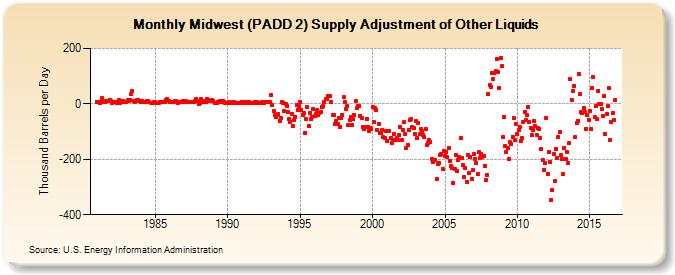 Monthly Midwest (PADD 2) Supply Adjustment of Other Liquids
Thousand Barrels per Day
200
0
-200
-400
1985 1990 1995 2000 2005 2010 2015
Source: U.S. Energy Information Administration